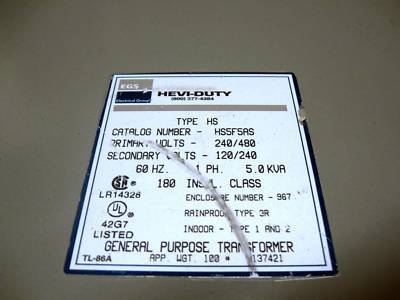 EGS
Electrical Group
HEVI-DUTY
(800) 377-4384
TYPE HS
CATALOG NUMBER - HS5F5AS
PRIMARY VOLTS - 240/480
SECONDARY VOLTS - 120/240
60 HZ. 1 PH. 5.0 KVA
180 INSUL. CLASS
LR14328
ENCLOSURE NUMBER - 967
RAINPROOF TYPE 3R
42G7
LISTED
INDOOR - TYPE 1 AND 2
GENERAL PURPOSE TRANSFORMER
TL-86A
APP. WGT. 100 # 137421